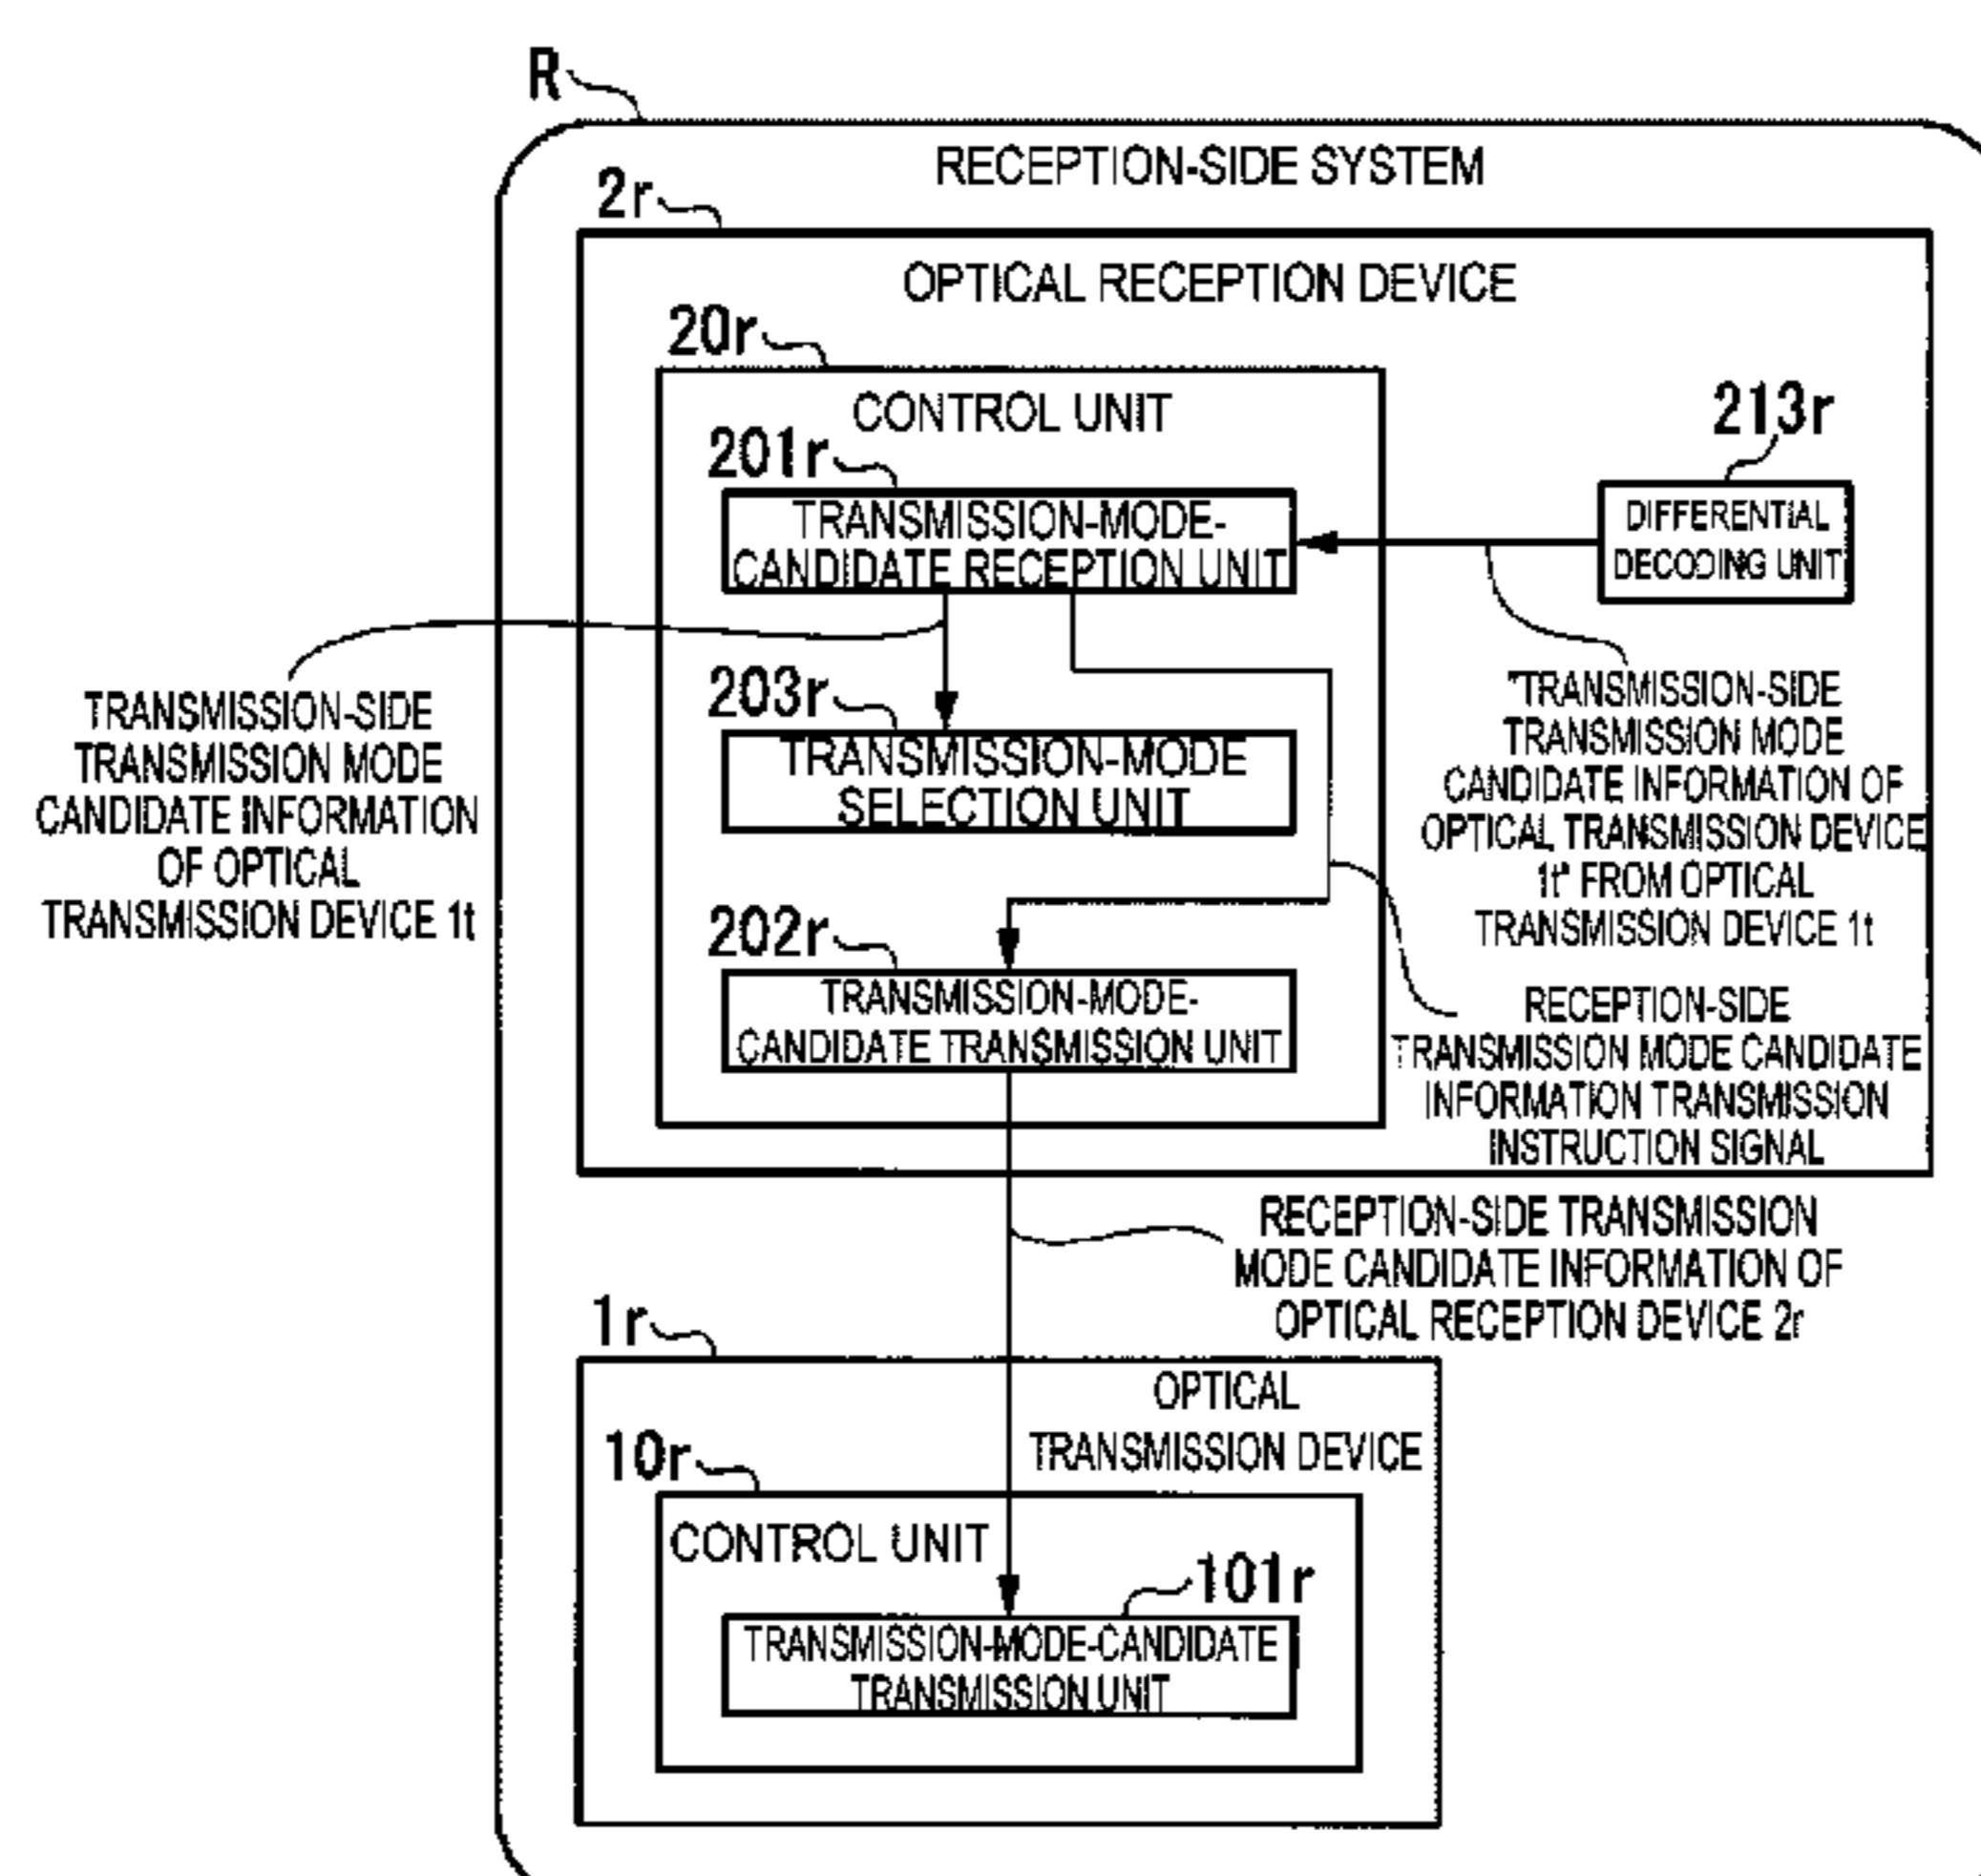 R
RECEPTION-SIDE SYSTEM
2r
OPTICAL RECEPTION DEVICE
20r
CONTROL UNIT
213r
201r
TRANSMISSION-MODE-
CANDIDATE RECEPTION UNIT
DIFFERENTIAL
DECODING UNIT
TRANSMISSION-SIDE
TRANSMISSION MODE
CANDIDATE INFORMATION
OF OPTICAL
TRANSMISSION DEVICE 1t
203r
TRANSMISSION-MODE
SELECTION UNIT
"TRANSMISSION-SIDE
TRANSMISSION MODE
CANDIDATE INFORMATION OF
OPTICAL TRANSMISSION DEVICE
1t" FROM OPTICAL
TRANSMISSION DEVICE 1t
202r
TRANSMISSION-MODE-
CANDIDATE TRANSMISSION UNIT
RECEPTION-SIDE
TRANSMISSION MODE CANDIDATE
INFORMATION TRANSMISSION
INSTRUCTION SIGNAL
RECEPTION-SIDE TRANSMISSION
MODE CANDIDATE INFORMATION OF
OPTICAL RECEPTION DEVICE 2r
1r
OPTICAL
TRANSMISSION DEVICE
10r
CONTROL UNIT
101r
TRANSMISSION-MODE-CANDIDATE
TRANSMISSION UNIT